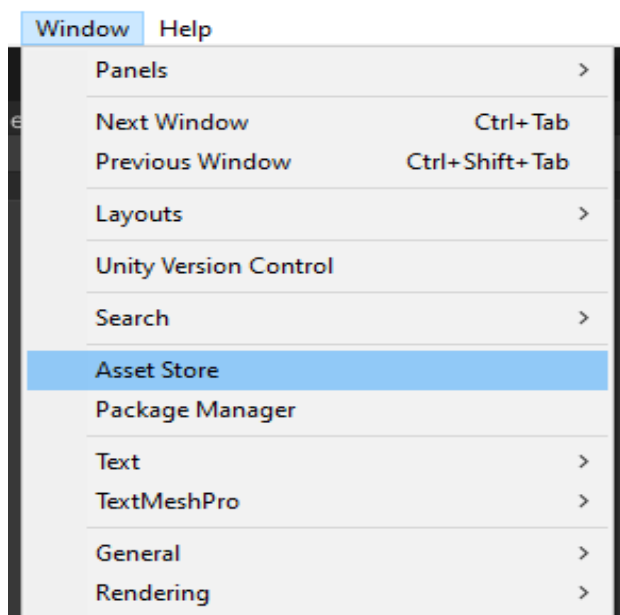 Window Help
Panels >
e
Next Window Ctrl+Tab
Previous Window Ctrl+Shift+Tab
Layouts >
Unity Version Control
Search >
Asset Store
Package Manager
Text >
TextMeshPro >
General >
Rendering >